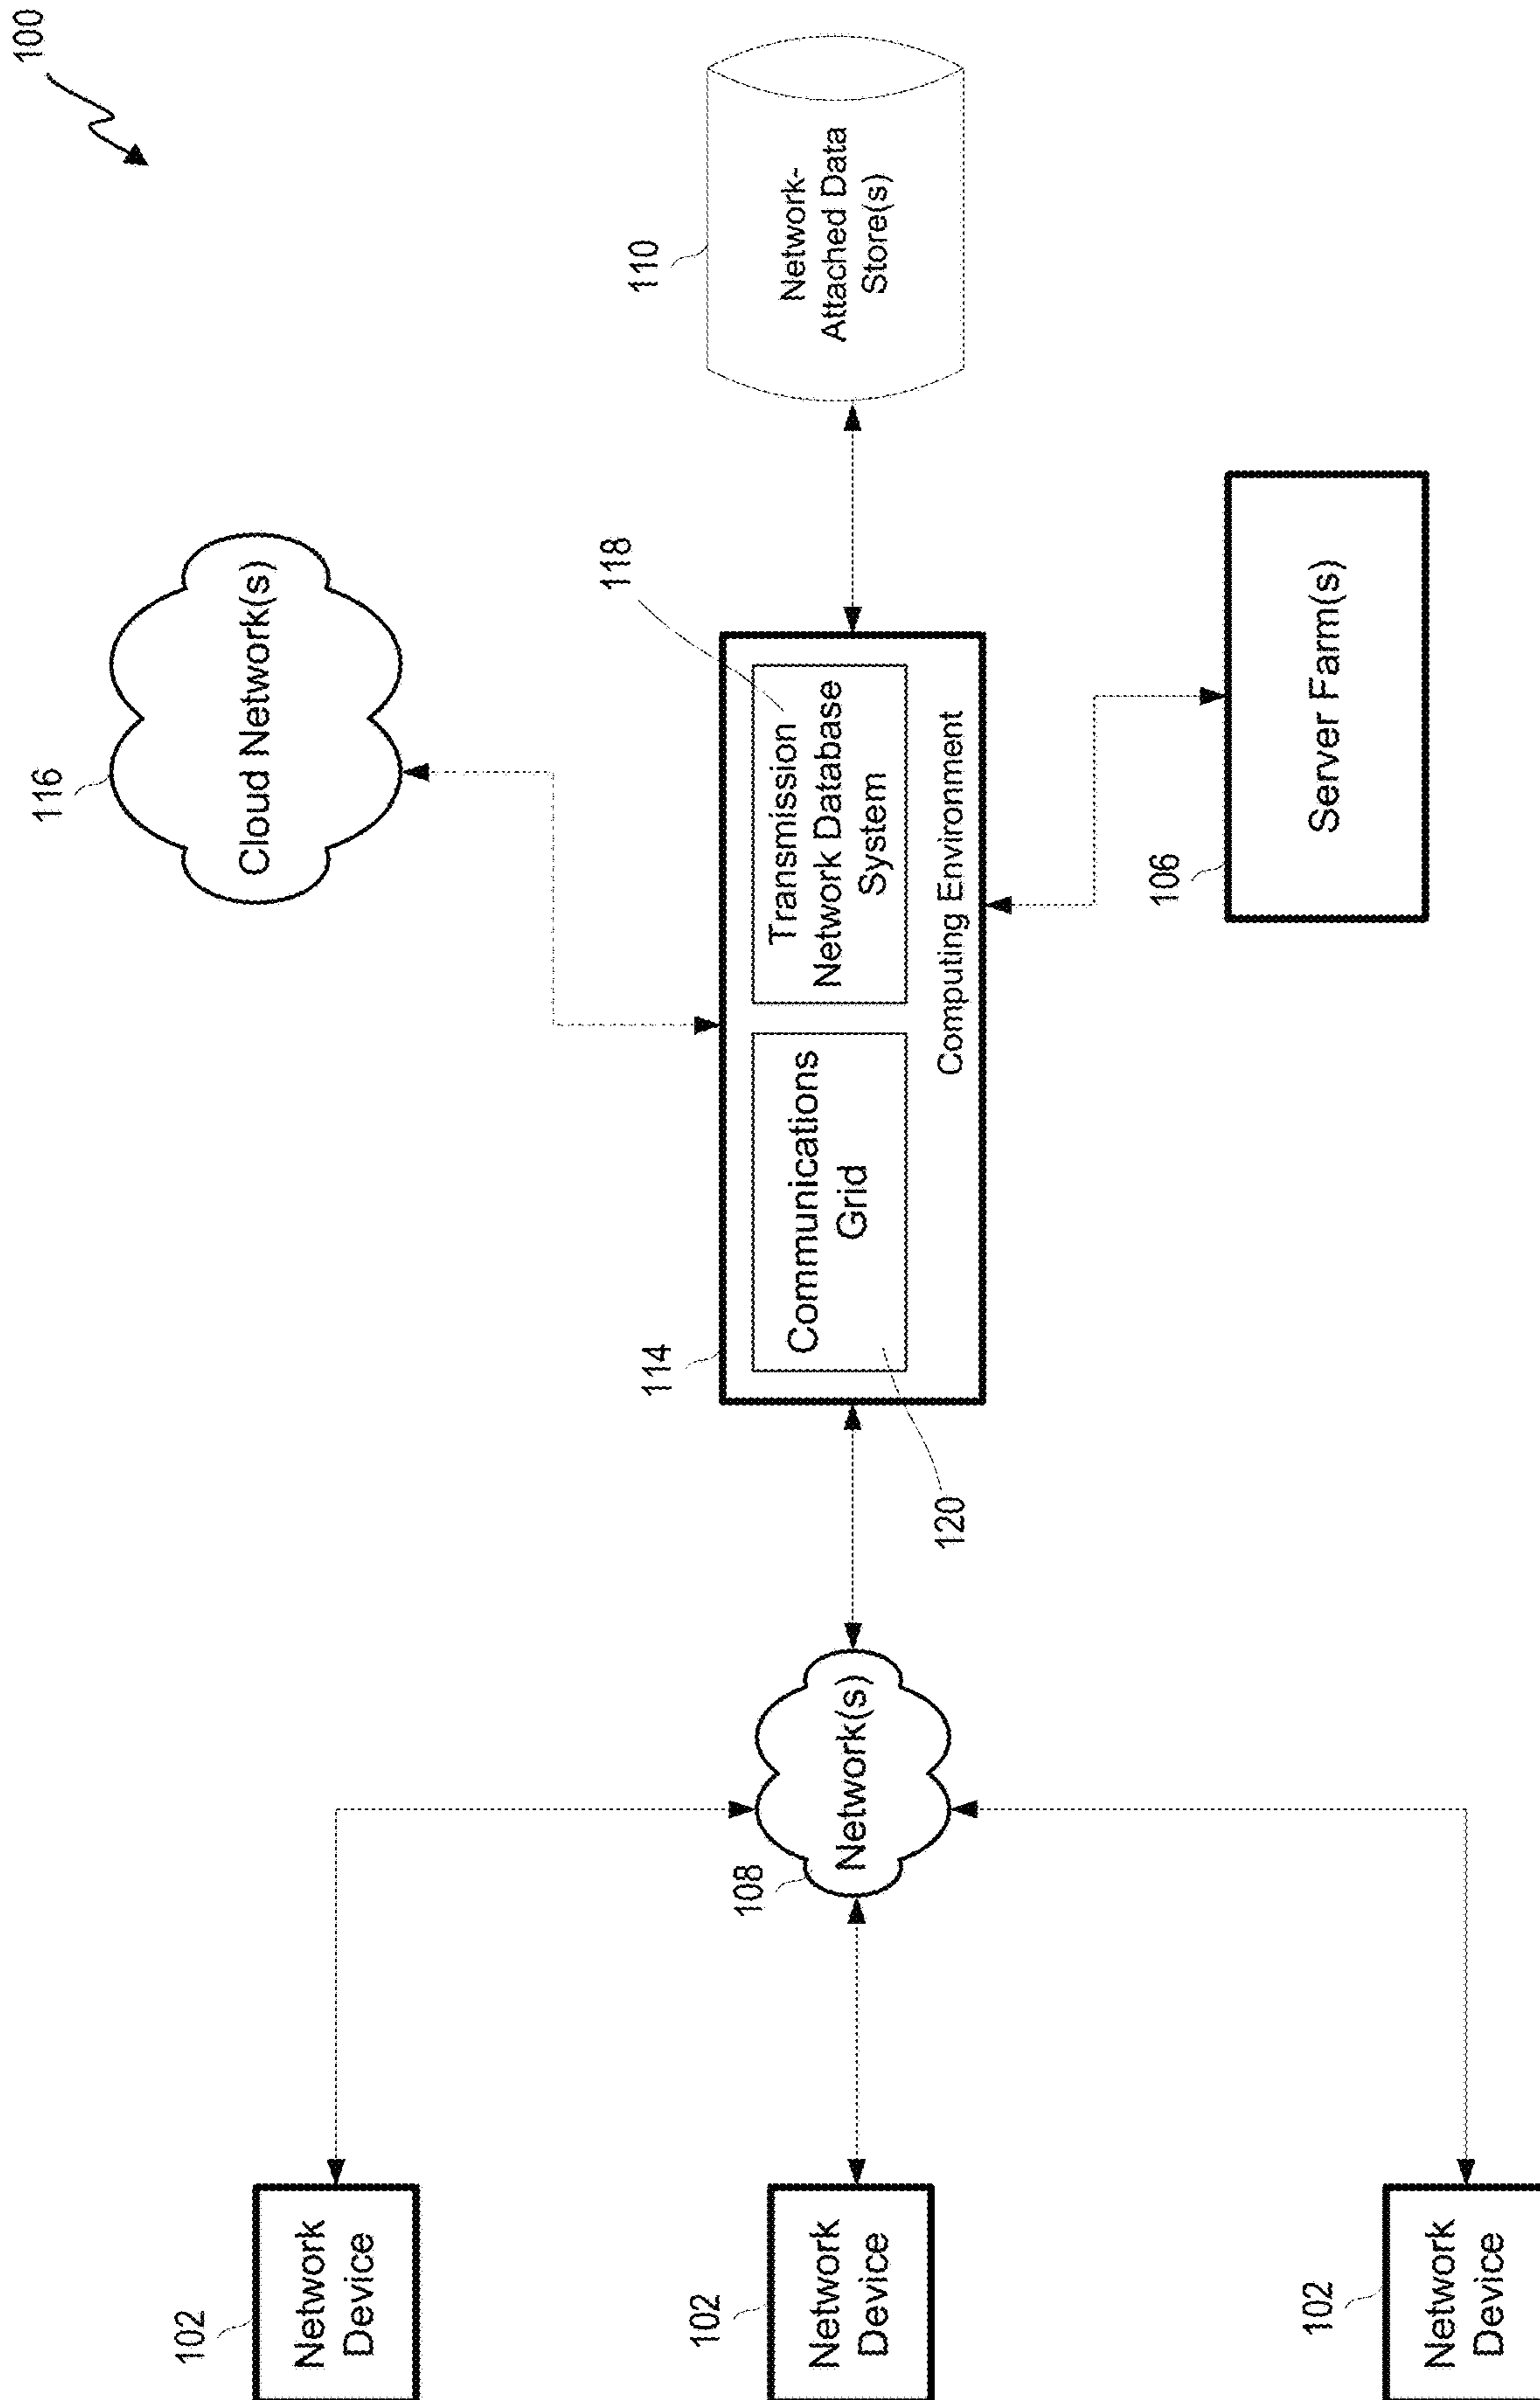 100
102
Network
Device
102
Network
Device
102
Network
Device
108
Network(s)
114
Communications
Grid
120
Transmission
Network Database
System
118
Computing Environment
116
Cloud Network(s)
110
Network-
Attached Data
Store(s)
106
Server Farm(s)